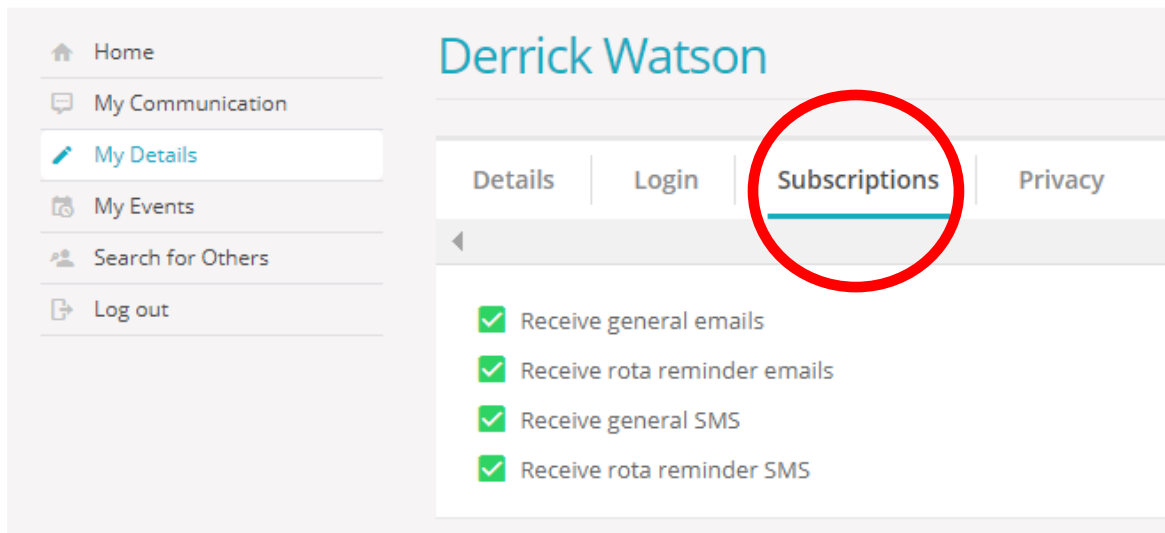 Home
My Communication
My Details
My Events
Search for Others
Log out
Derrick Watson
Details Login Subscriptions Privacy
Receive general emails
Receive rota reminder emails
Receive general SMS
Receive rota reminder SMS